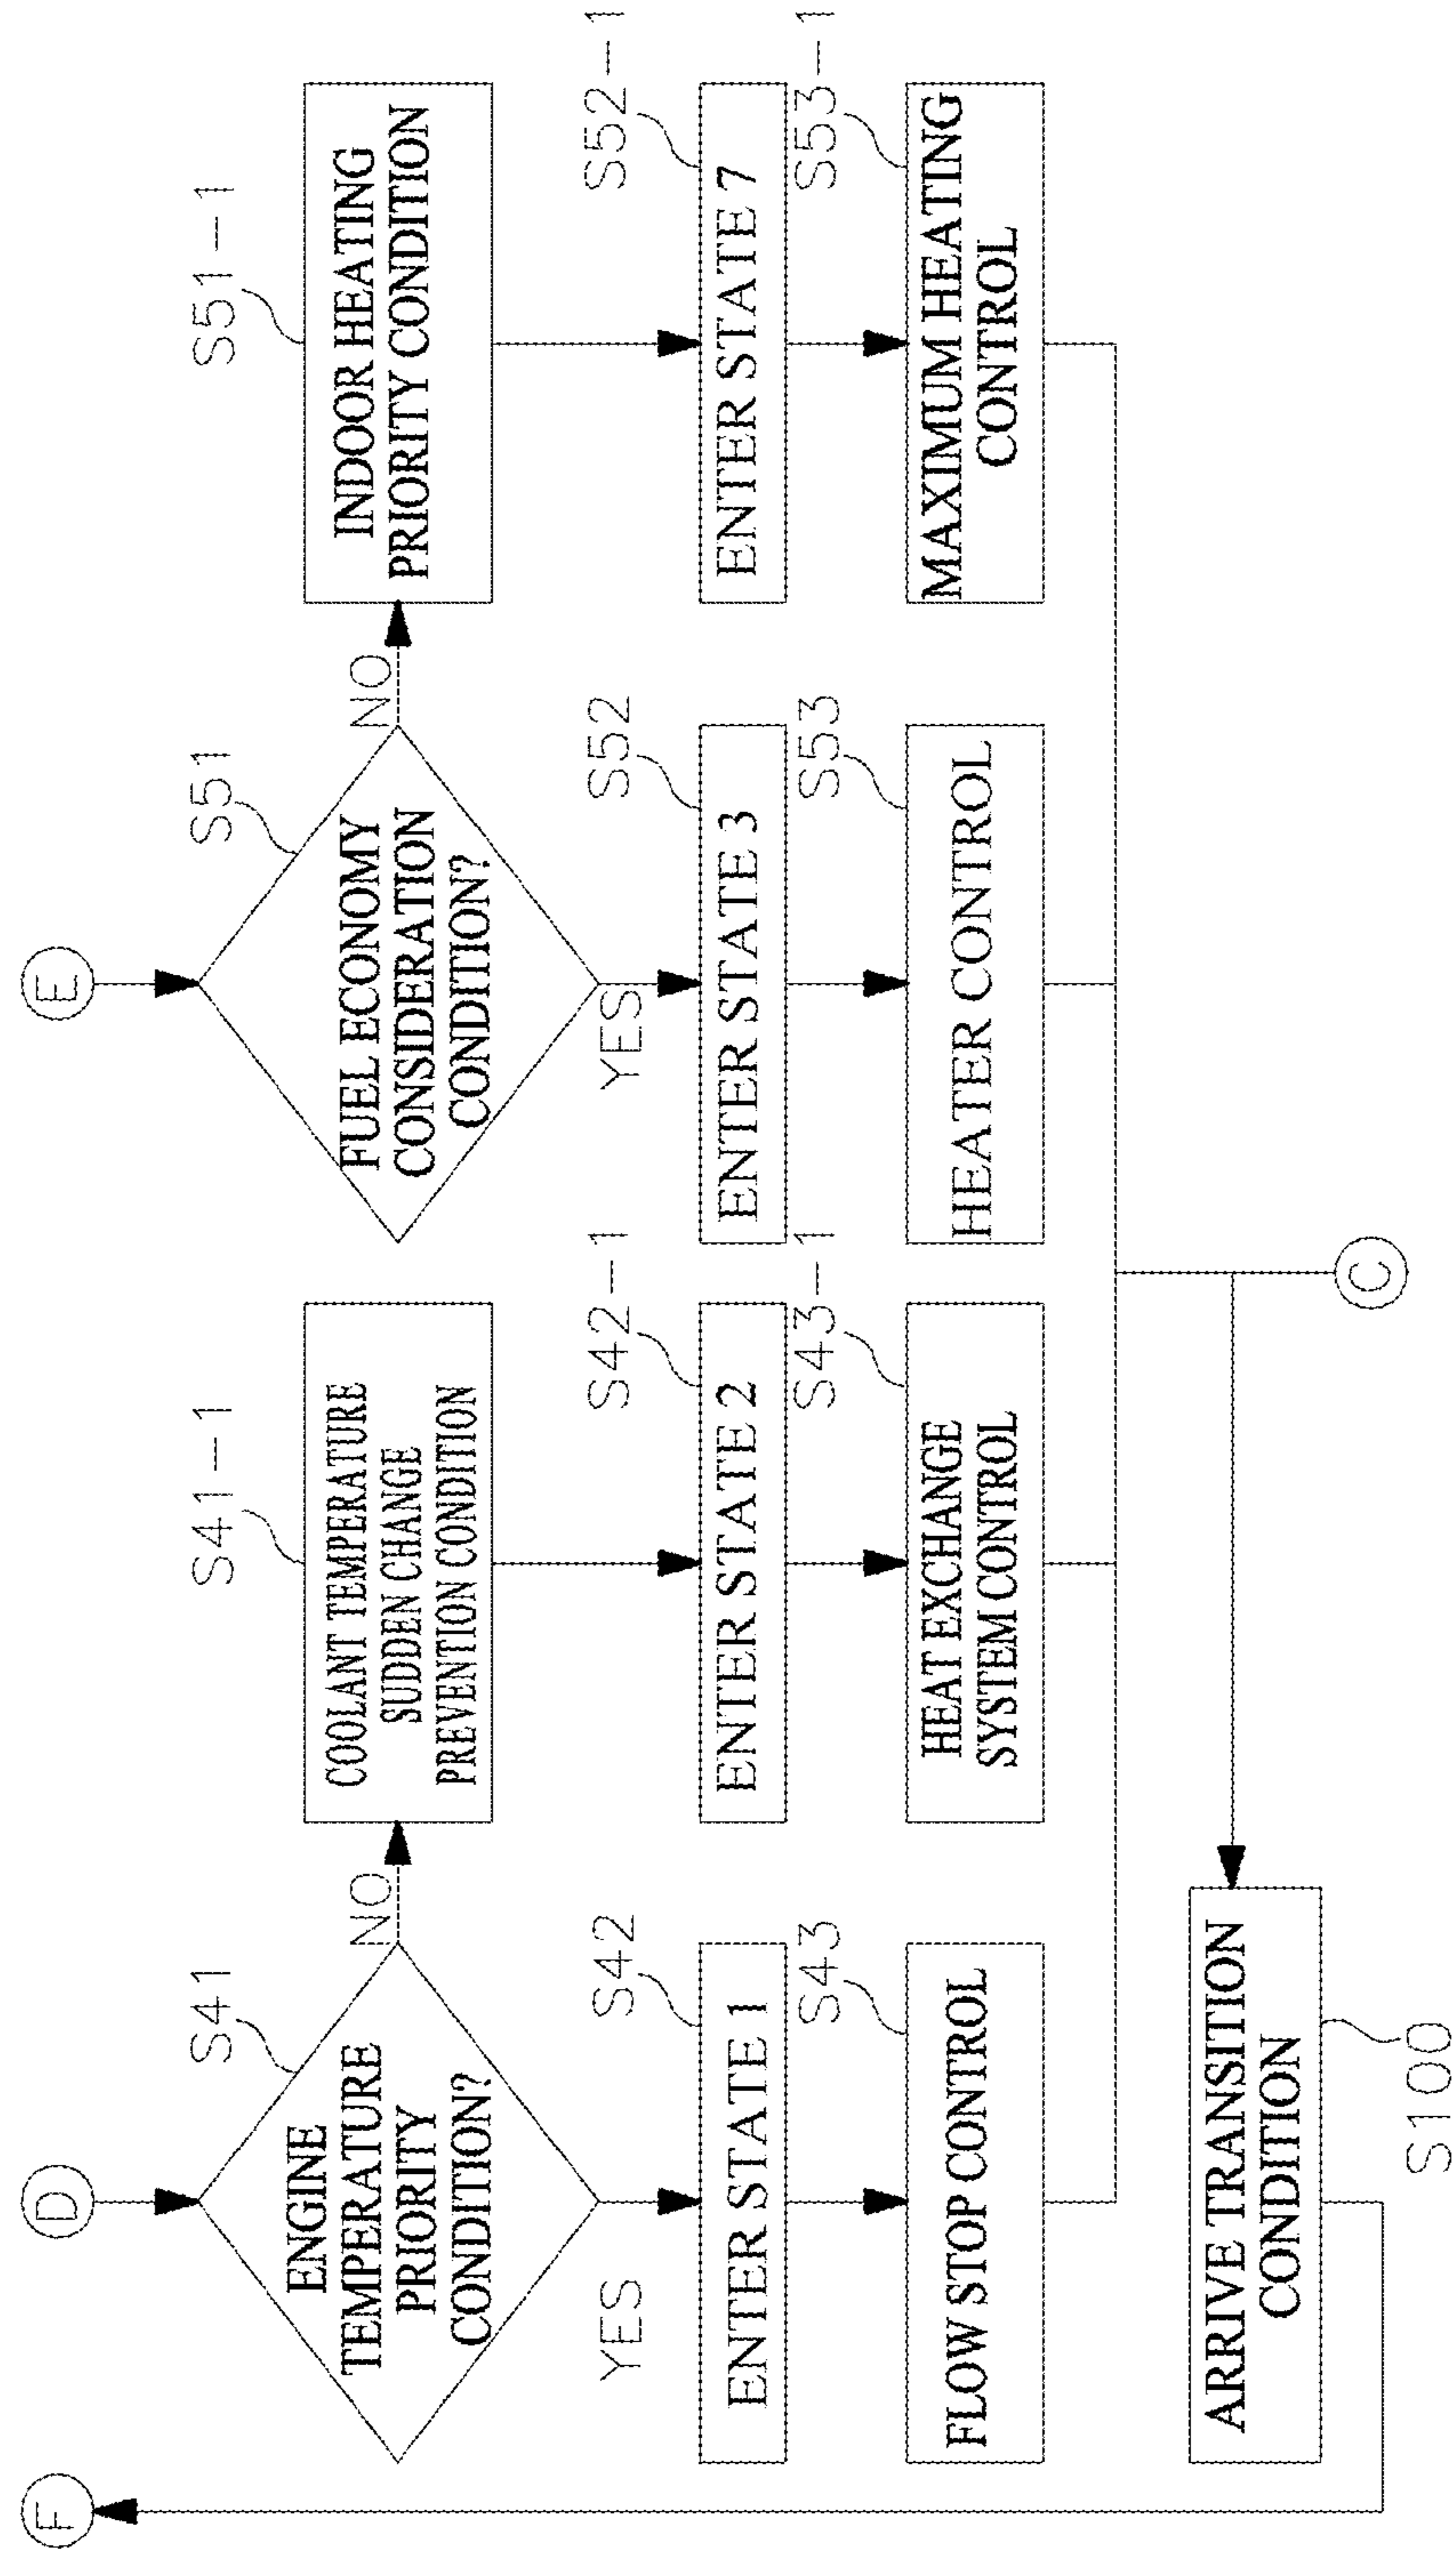 F
D
E
S41
ENGINE
TEMPERATURE
PRIORITY
CONDITION?
NO
YES
S41-1
COOLANT TEMPERATURE
SUDDEN CHANGE
PREVENTION CONDITION
S51
FUEL ECONOMY
CONSIDERATION
CONDITION?
NO
YES
S51-1
INDOOR HEATING
PRIORITY CONDITION
S42
ENTER STATE 1
S42-1
ENTER STATE 2
S52
ENTER STATE 3
S52-1
ENTER STATE 7
S43
FLOW STOP CONTROL
S43-1
HEAT EXCHANGE
SYSTEM CONTROL
S53
HEATER CONTROL
S53-1
MAXIMUM HEATING
CONTROL
ARRIVE TRANSITION
CONDITION
S100
C